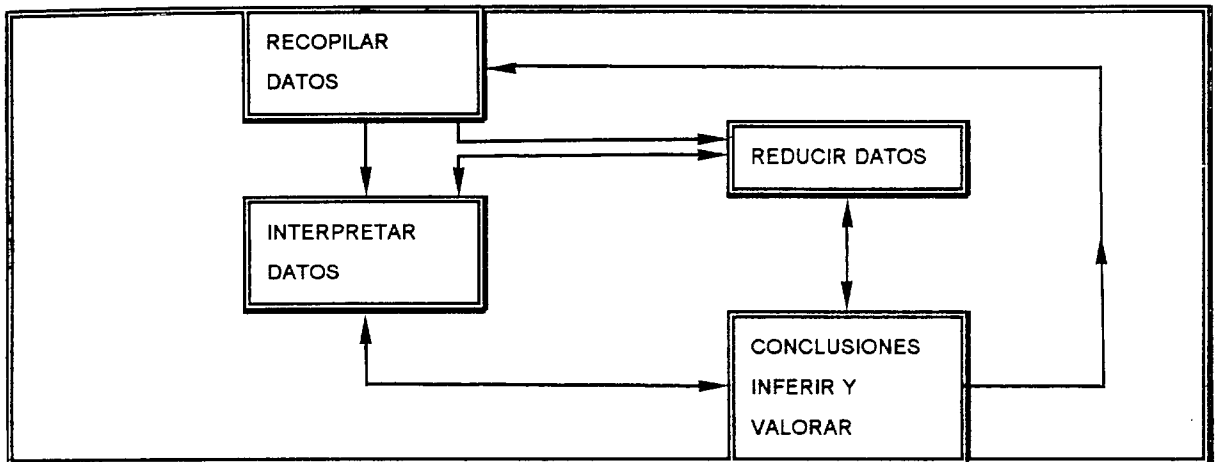 RECOPILAR
DATOS
REDUCIR DATOS
INTERPRETAR
DATOS
CONCLUSIONES
INFERIR Y
VALORAR